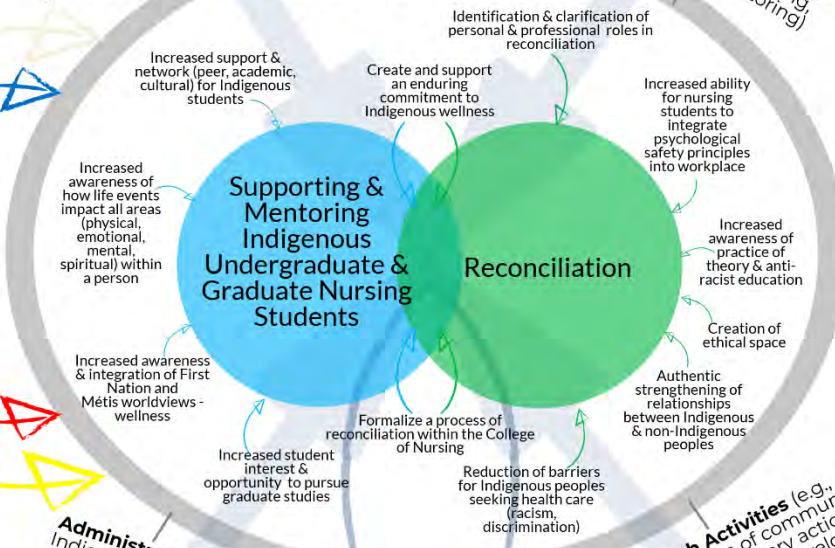 Identification & clarification of
personal & professional roles in
reconciliation
Increased support &
network (peer, academic,
cultural) for Indigenous
students
Create and support
an enduring
commitment to
Indigenous wellness
Increased ability
for nursing
students to
integrate
psychological
safety principles
into workplace
Increased
awareness of
how life events
impact all areas
(physical,
emotional,
mental,
spiritual) within
a person
Supporting &
Mentoring
Indigenous
Undergraduate &
Graduate Nursing
Students
Reconciliation
Increased
awareness of
practice of
theory & anti-
racist education
Creation of
ethical space
Increased awareness
& integration of First
Nation and
Métis worldviews -
wellness
Authentic
strengthening of
relationships
between Indigenous
& non-Indigenous
peoples
Formalize a process of
reconciliation within the College
of Nursing
Increased student
interest &
opportunity to pursue
graduate studies
Reduction of barriers
for Indigenous peoples
seeking health care
(racism,
discrimination)
Activities (e.g.,